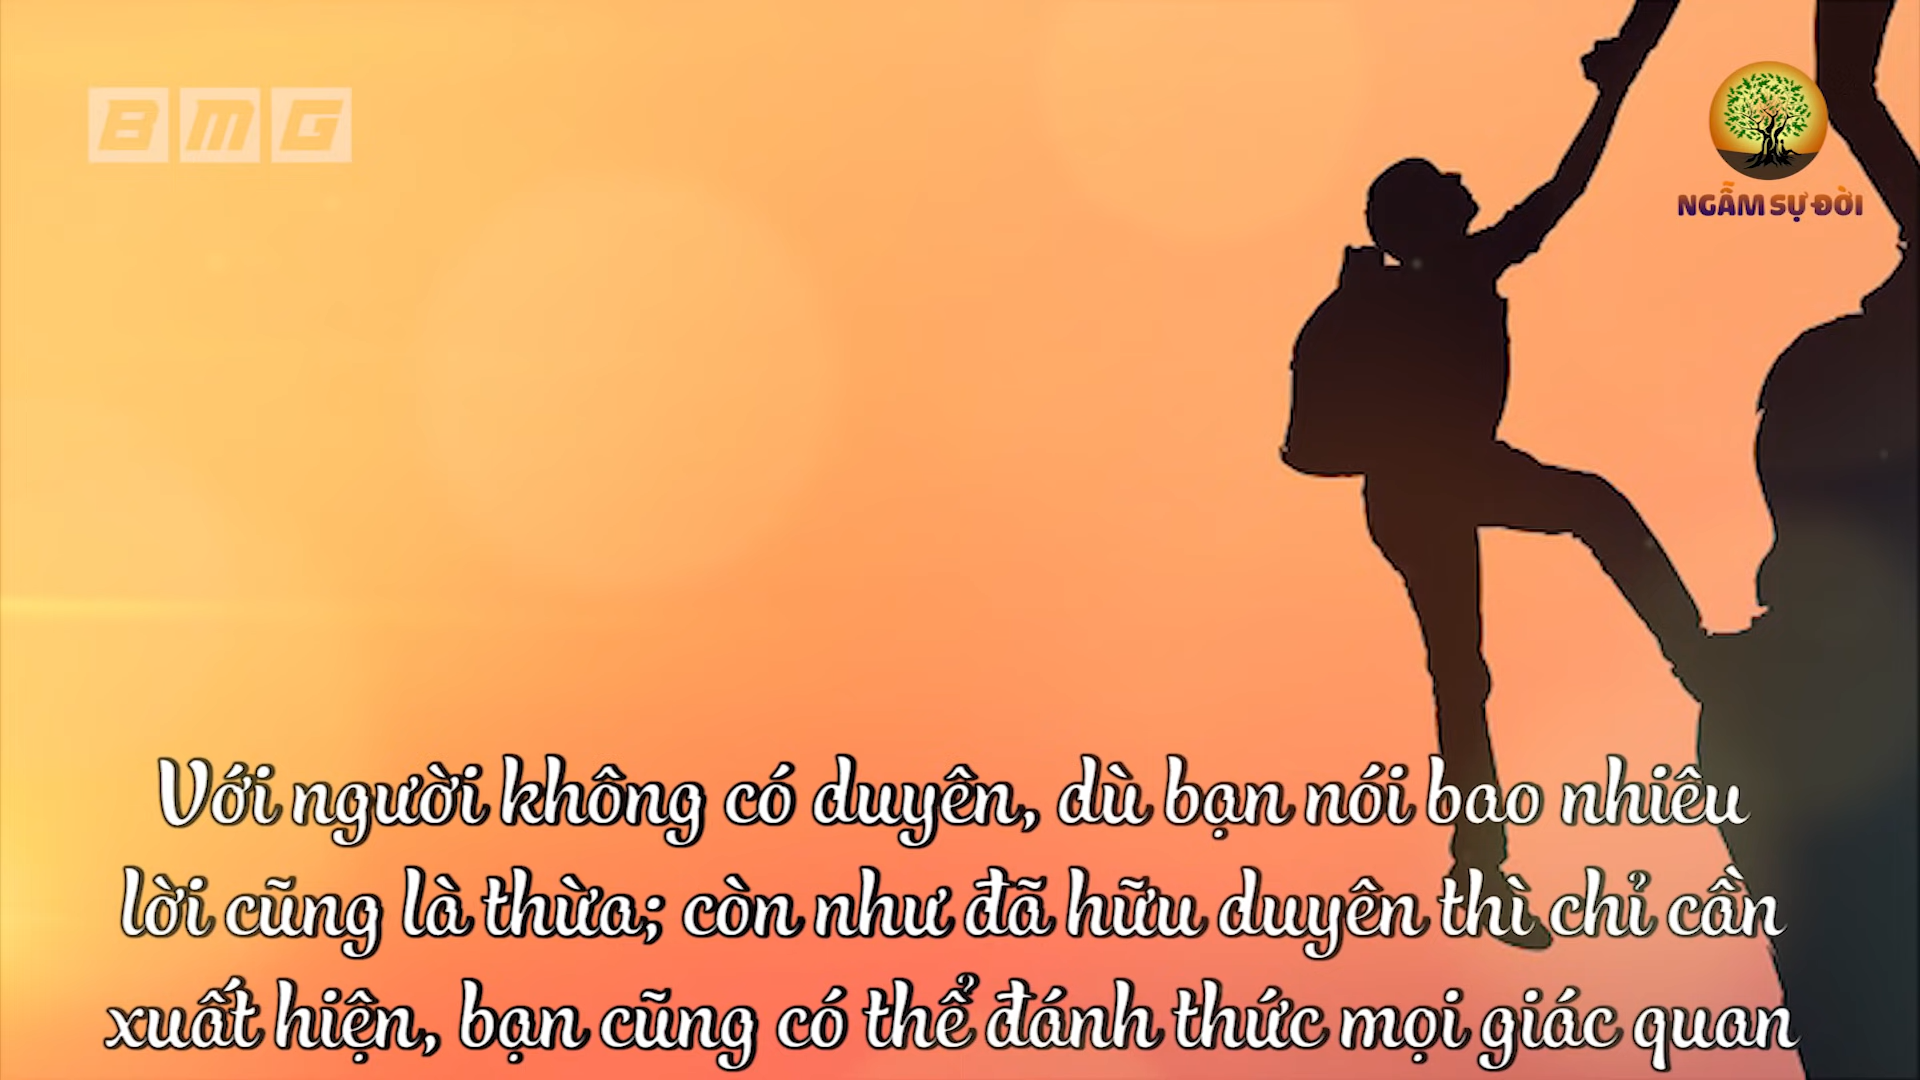 BMG
NGẪM SỰ ĐỜI
Với người không có duyên, dù bạn nói bao nhiêu
lời cũng là thừa; còn như đã hữu duyên thì chỉ cần
xuất hiện, bạn cũng có thể đánh thức mọi giác quan